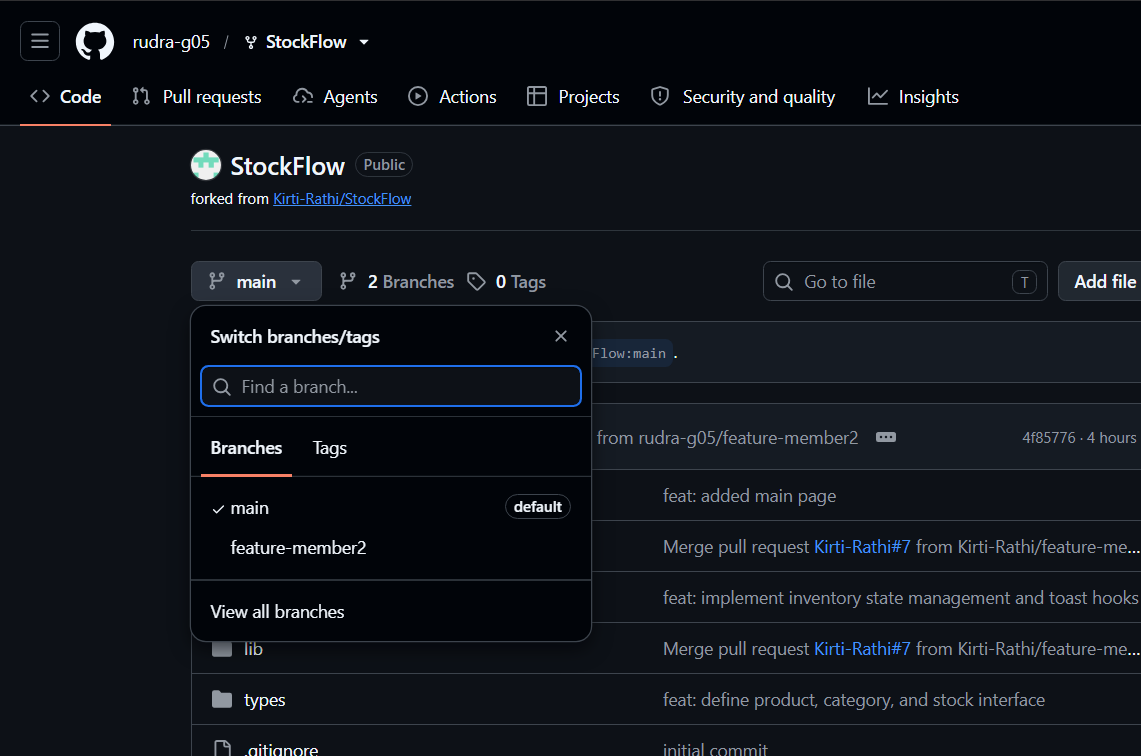 rudra-g05 / StockFlow
Code Pull requests Agents Actions Projects Security and quality Insights
StockFlow Public
forked from Kirti-Rathi/StockFlow
main 2 Branches 0 Tags Go to file T Add file
Switch branches/tags
Flow:main .
Find a branch...
Branches Tags
from rudra-g05/feature-member2 4f85776 · 4 hours
feat: added main page
main default
feature-member2
Merge pull request Kirti-Rathi#7 from Kirti-Rathi/feature-me...
feat: implement inventory state management and toast hooks
View all branches
lib Merge pull request Kirti-Rathi#7 from Kirti-Rathi/feature-me...
types feat: define product, category, and stock interface
.gitignore initial commit